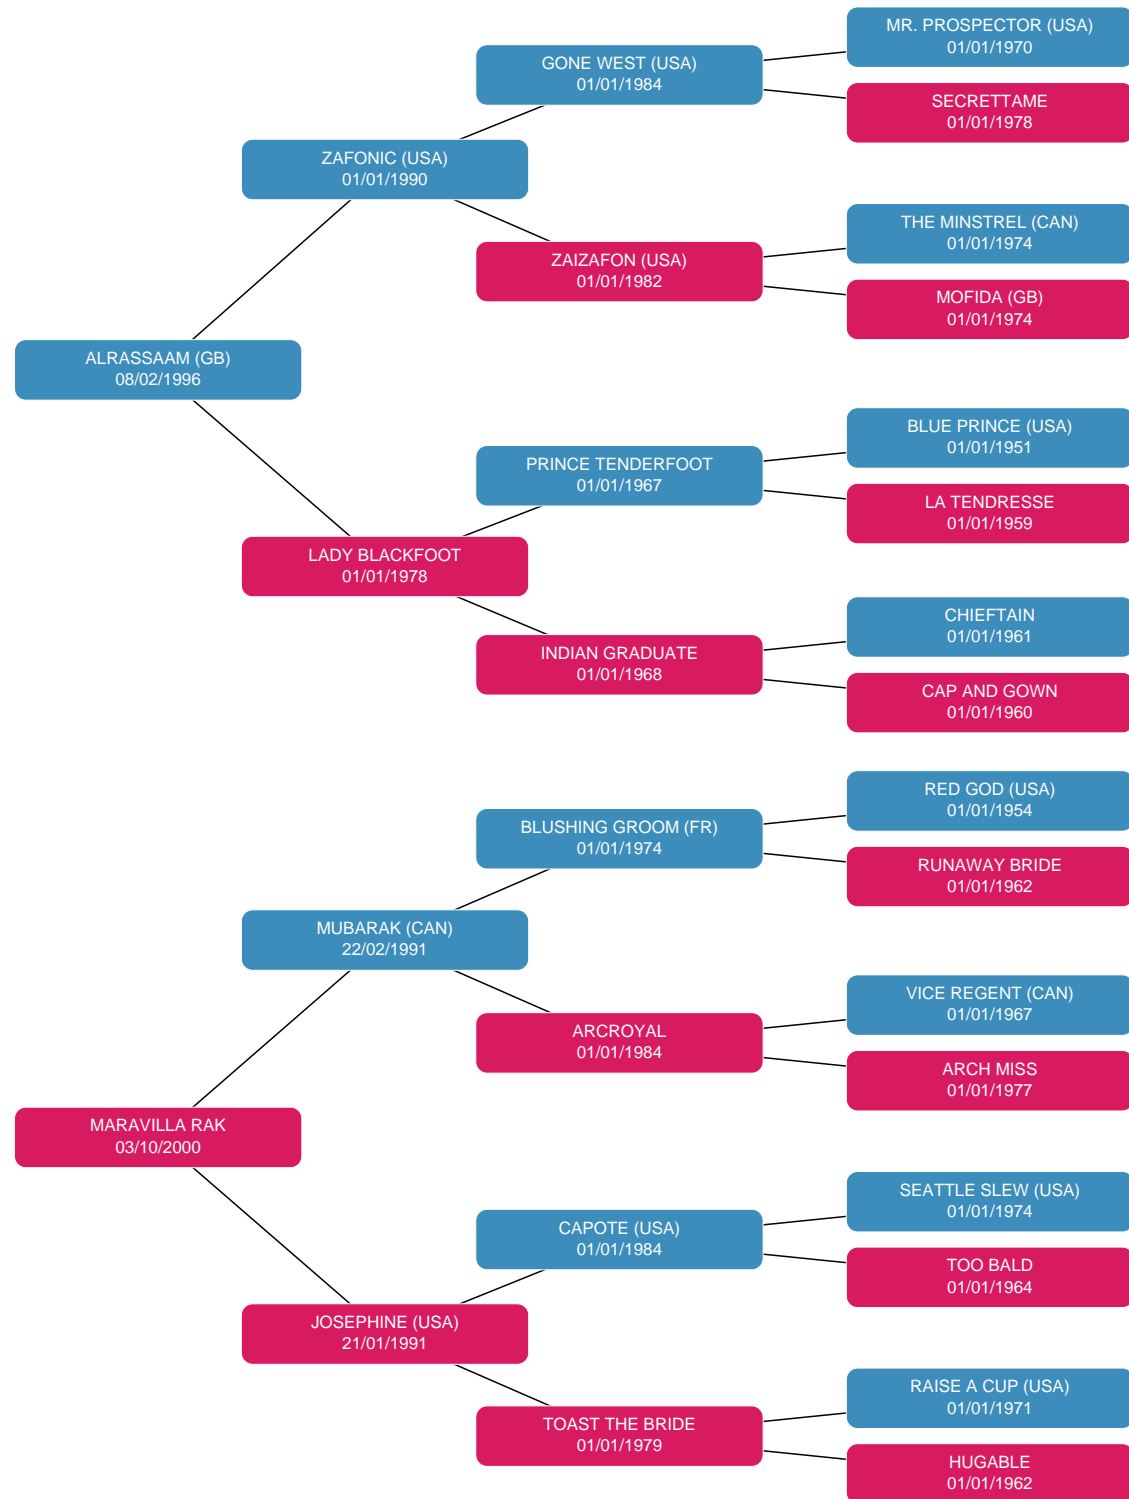 MR. PROSPECTOR (USA)
01/01/1970
GONE WEST (USA)
01/01/1984
SECRETTAME
01/01/1978
ZAFONIC (USA)
01/01/1990
THE MINSTREL (CAN)
01/01/1974
ZAIZAFON (USA)
01/01/1982
MOFIDA (GB)
01/01/1974
ALRASSAAM (GB)
08/02/1996
BLUE PRINCE (USA)
01/01/1951
PRINCE TENDERFOOT
01/01/1967
LA TENDRESSE
01/01/1959
LADY BLACKFOOT
01/01/1978
CHIEFTAIN
01/01/1961
INDIAN GRADUATE
01/01/1968
CAP AND GOWN
01/01/1960
RED GOD (USA)
01/01/1954
BLUSHING GROOM (FR)
01/01/1974
RUNAWAY BRIDE
01/01/1962
MUBARAK (CAN)
22/02/1991
VICE REGENT (CAN)
01/01/1967
ARCROYAL
01/01/1984
ARCH MISS
01/01/1977
MARAVILLA RAK
03/10/2000
SEATTLE SLEW (USA)
01/01/1974
CAPOTE (USA)
01/01/1984
TOO BALD
01/01/1964
JOSEPHINE (USA)
21/01/1991
RAISE A CUP (USA)
01/01/1971
TOAST THE BRIDE
01/01/1979
HUGABLE
01/01/1962